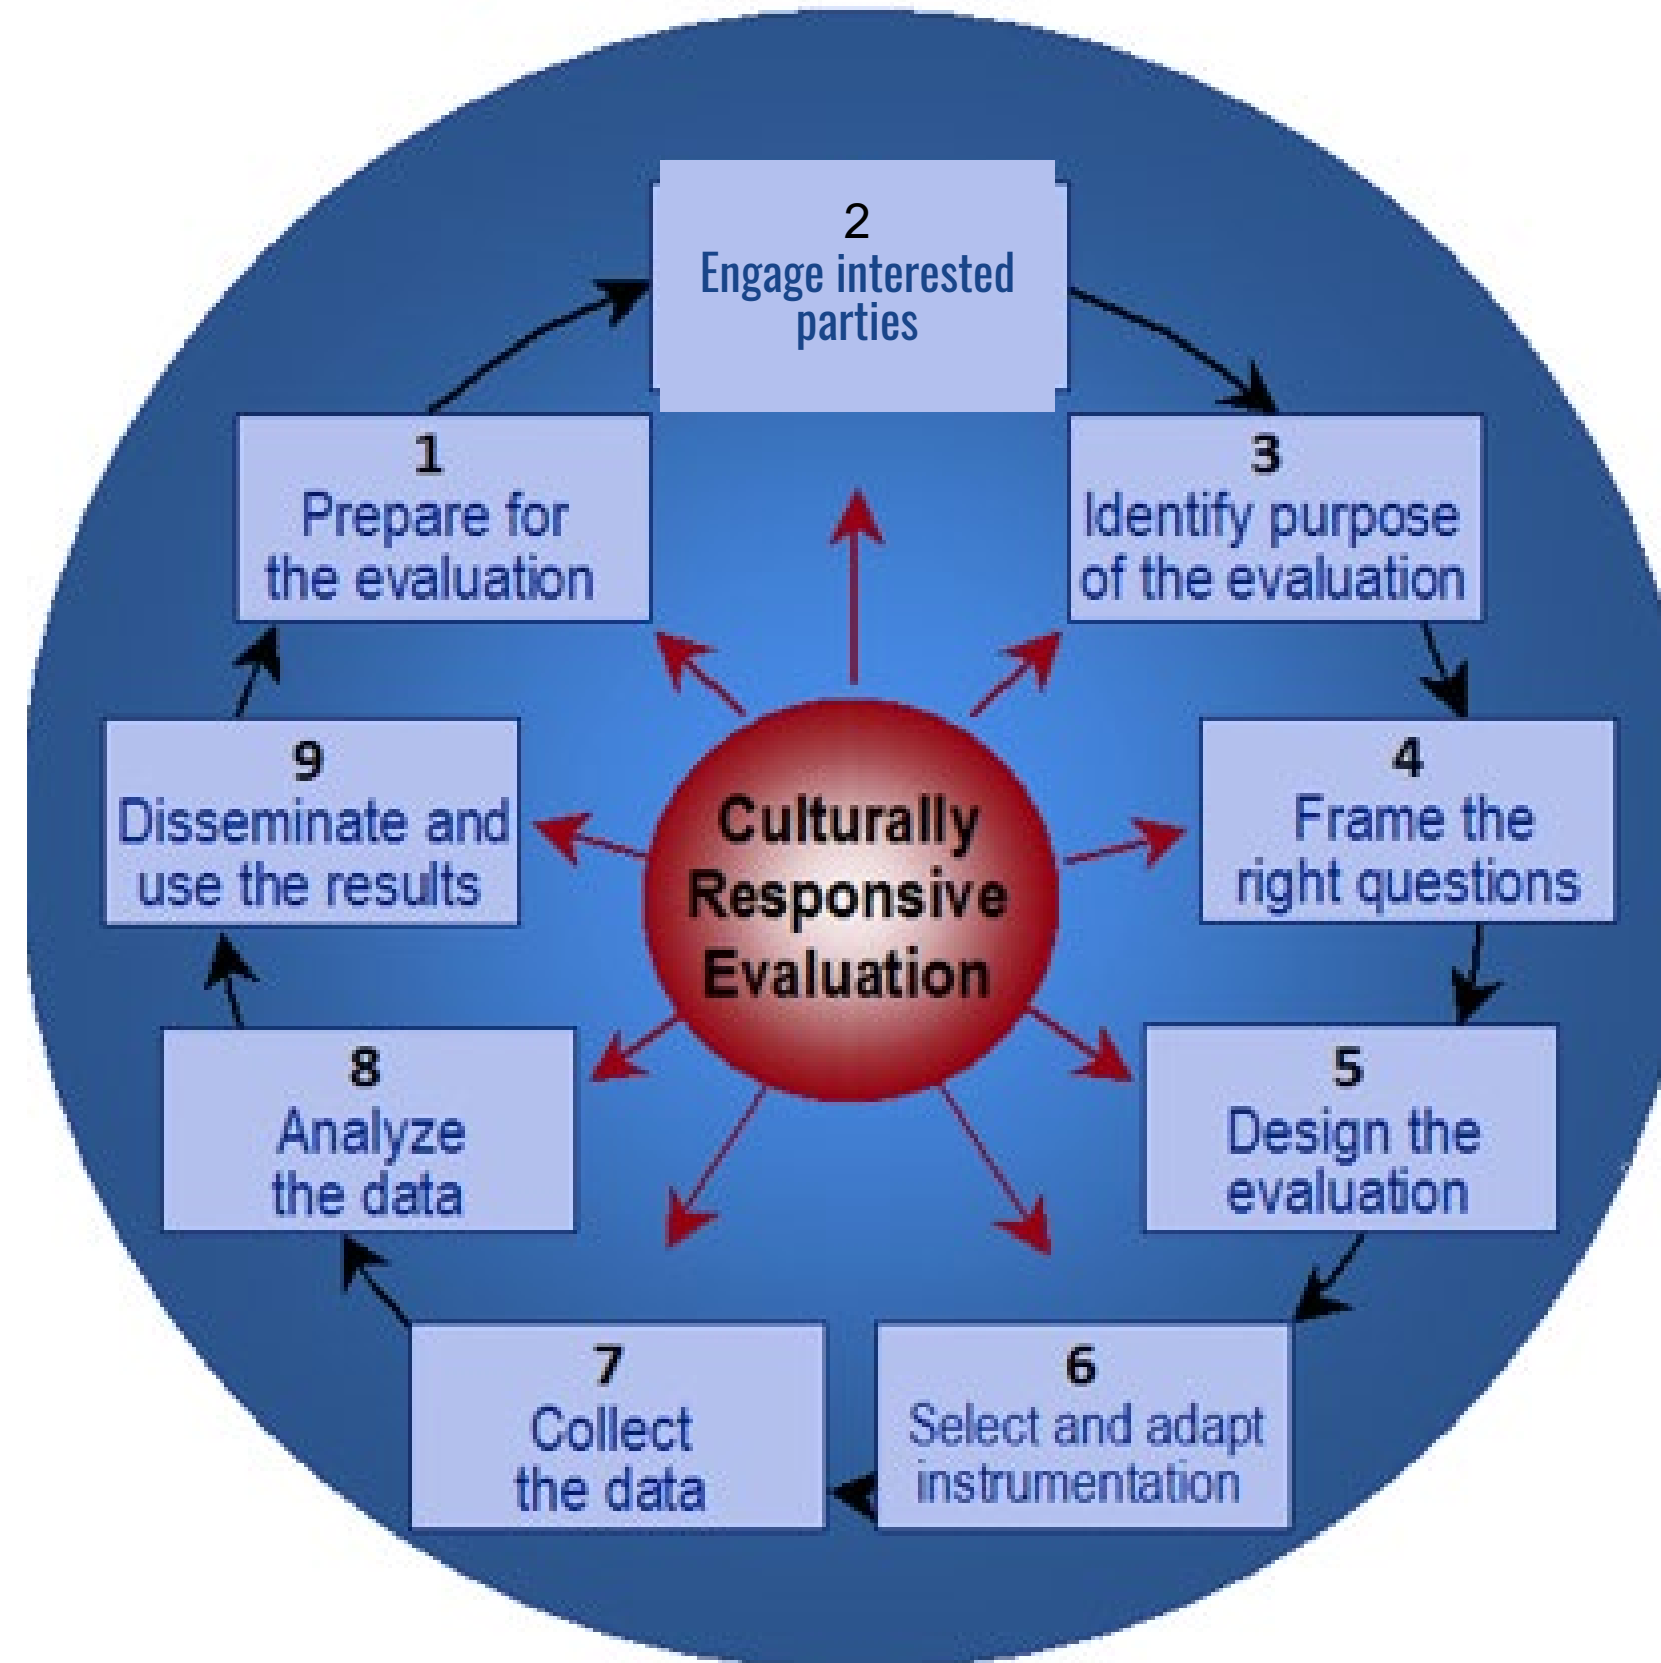 2
Engage interested
parties
1
Prepare for
the evaluation
3
Identify purpose
of the evaluation
9
Disseminate and
use the results
Culturally
Responsive
Evaluation
4
Frame the
right questions
8
Analyze
the data
5
Design the
evaluation
7
Collect
the data
6
Select and adapt
instrumentation